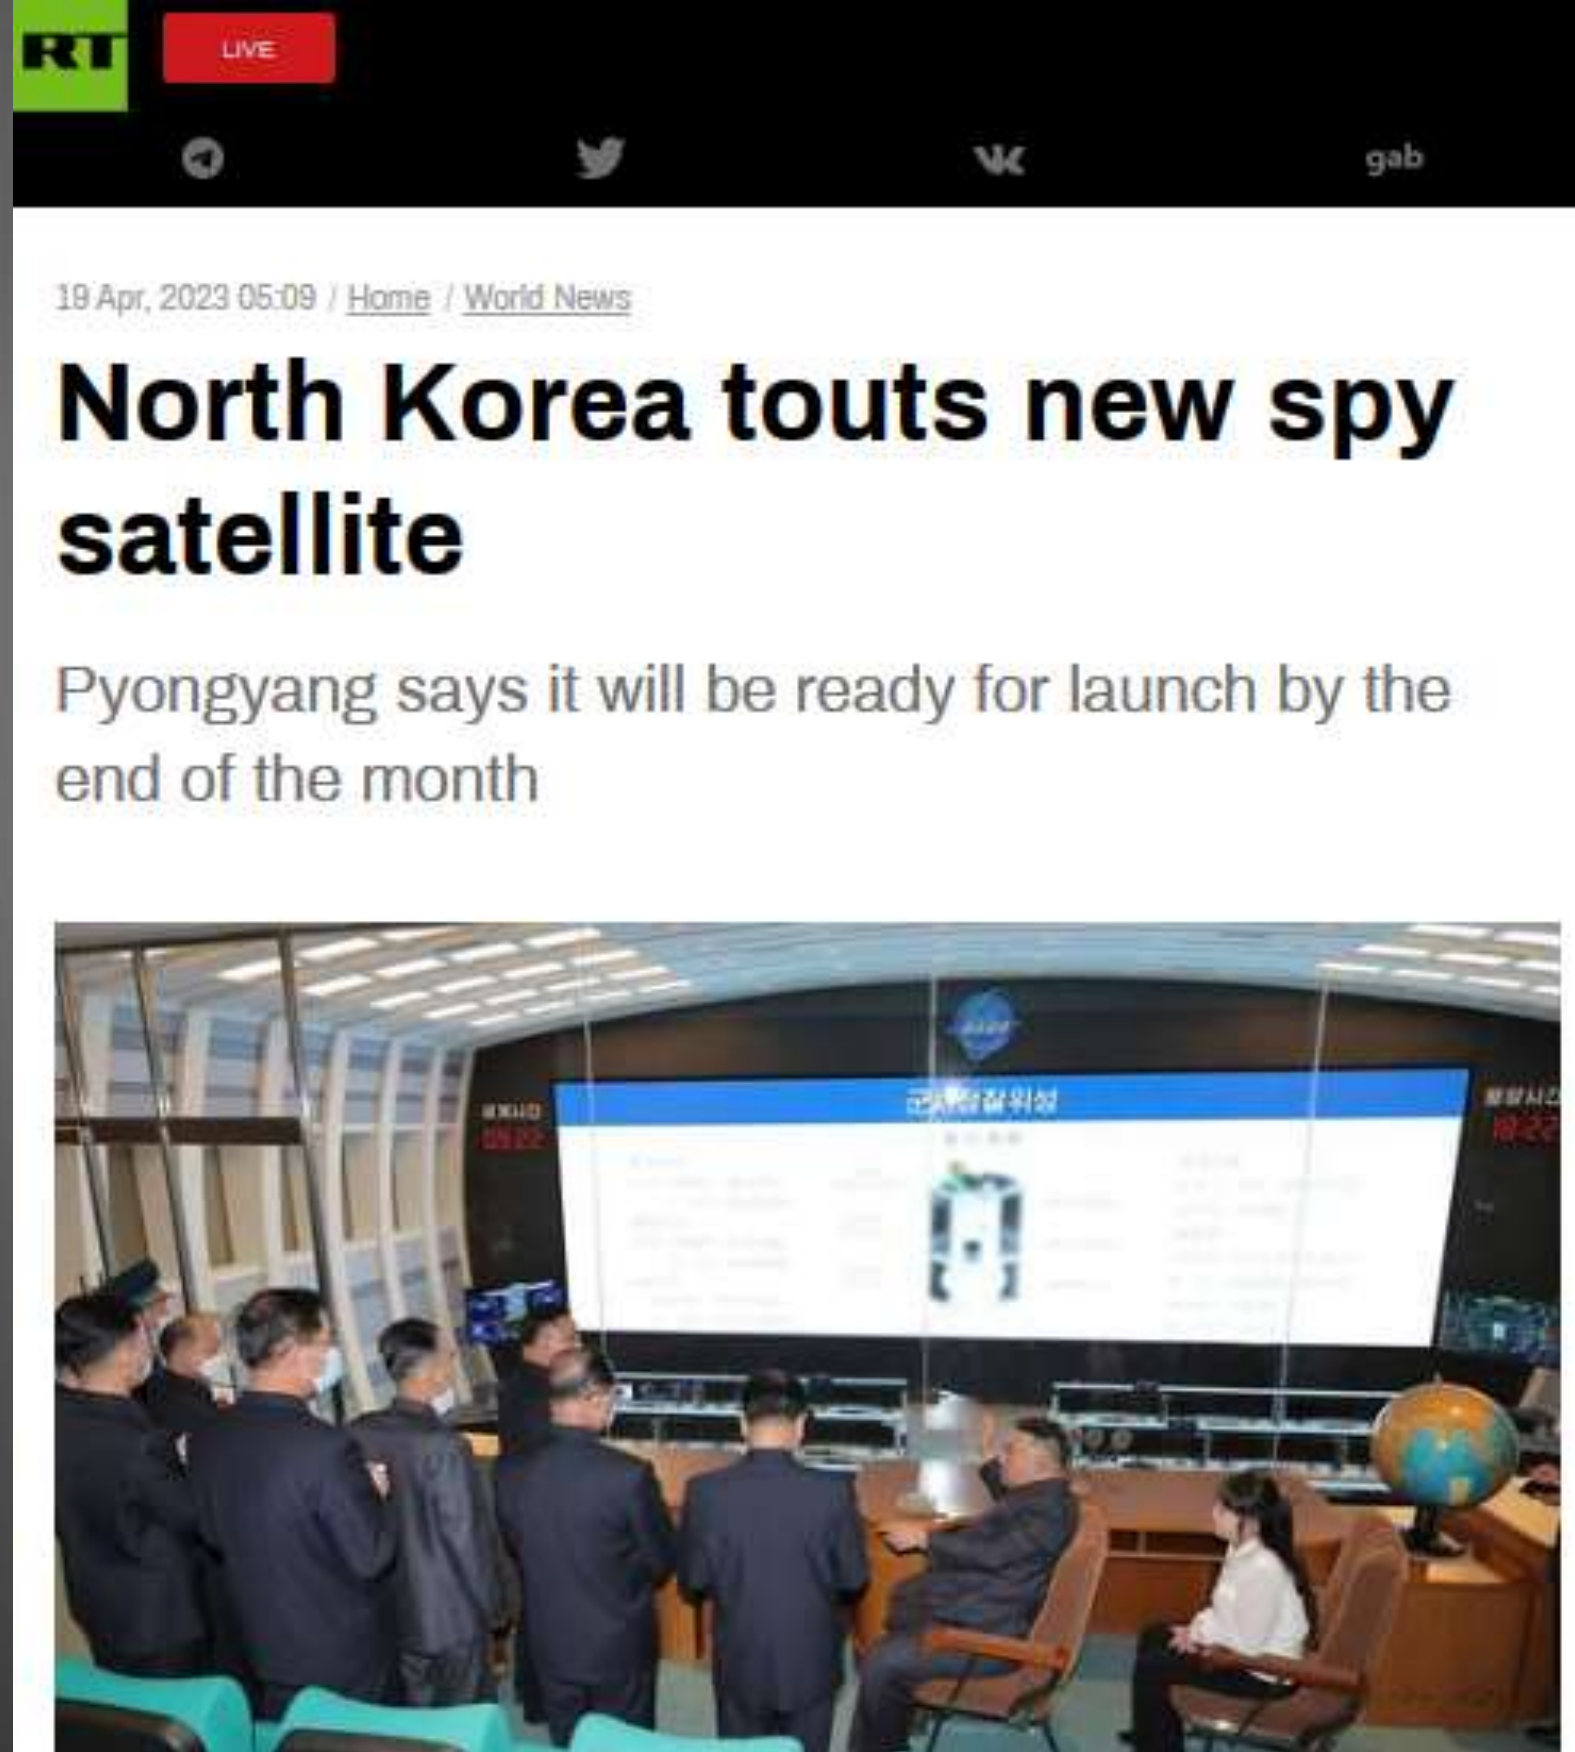 RT
LIVE
gab
19 Apr, 2023 05:09 / Home / World News
North Korea touts new spy
satellite
Pyongyang says it will be ready for launch by the
end of the month